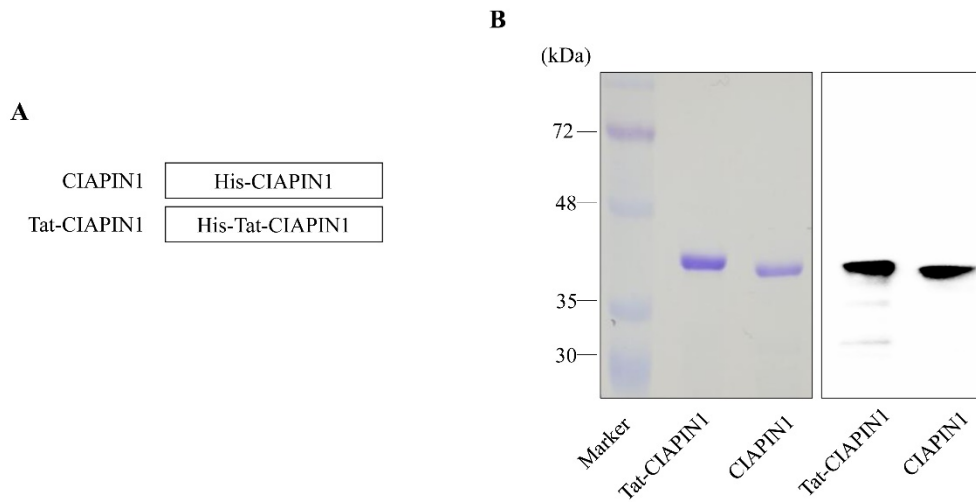 A
CIAPIN1 His-CIAPIN1
Tat-CIAPIN1 His-Tat-CIAPIN1
B
(kDa)
72
48
35
30
Marker
Tat-CIAPIN1
CIAPIN1
Tat-CIAPIN1
CIAPIN1